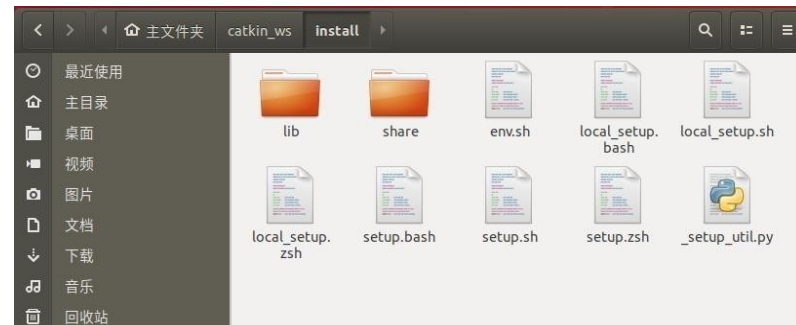 主文件夹 catkin_ws install
最近使用
主目录
桌面
视频
图片
文档
下载
音乐
回收站
lib
share
env.sh
local_setup.
bash
local_setup.sh
local_setup.
zsh
setup.bash
setup.sh
setup.zsh
_setup_util.py